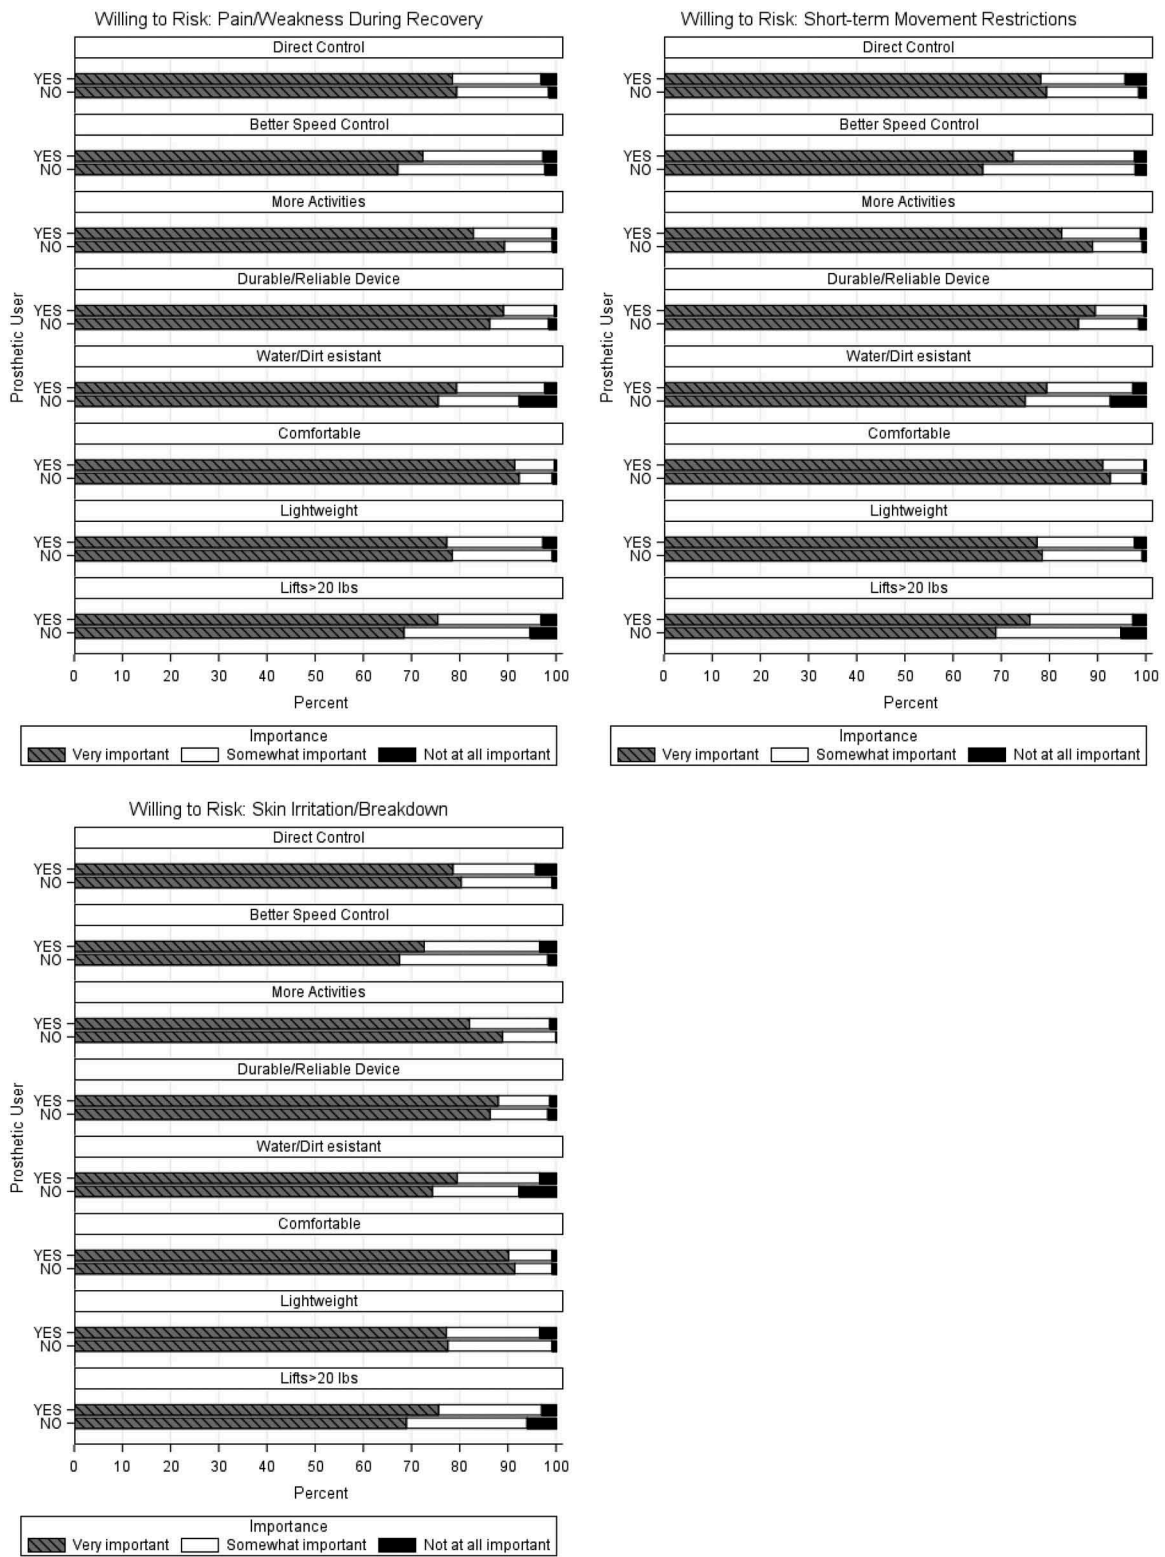 Willing to Risk: Pain/Weakness During Recovery
Prosthetic User
Direct Control
YES
NO
Better Speed Control
YES
NO
More Activities
YES
NO
Durable/Reliable Device
YES
NO
Water/Dirt esistant
YES
NO
Comfortable
YES
NO
Lightweight
YES
NO
Lifts>20 lbs
YES
NO
0 10 20 30 40 50 60 70 80 90 100
Percent
Importance
Very important Somewhat important Not at all important
Willing to Risk: Short-term Movement Restrictions
Prosthetic User
Direct Control
YES
NO
Better Speed Control
YES
NO
More Activities
YES
NO
Durable/Reliable Device
YES
NO
Water/Dirt esistant
YES
NO
Comfortable
YES
NO
Lightweight
YES
NO
Lifts>20 lbs
YES
NO
0 10 20 30 40 50 60 70 80 90 100
Percent
Importance
Very important Somewhat important Not at all important
Willing to Risk: Skin Irritation/Breakdown
Prosthetic User
Direct Control
YES
NO
Better Speed Control
YES
NO
More Activities
YES
NO
Durable/Reliable Device
YES
NO
Water/Dirt esistant
YES
NO
Comfortable
YES
NO
Lightweight
YES
NO
Lifts>20 lbs
YES
NO
0 10 20 30 40 50 60 70 80 90 100
Percent
Importance
Very important Somewhat important Not at all important